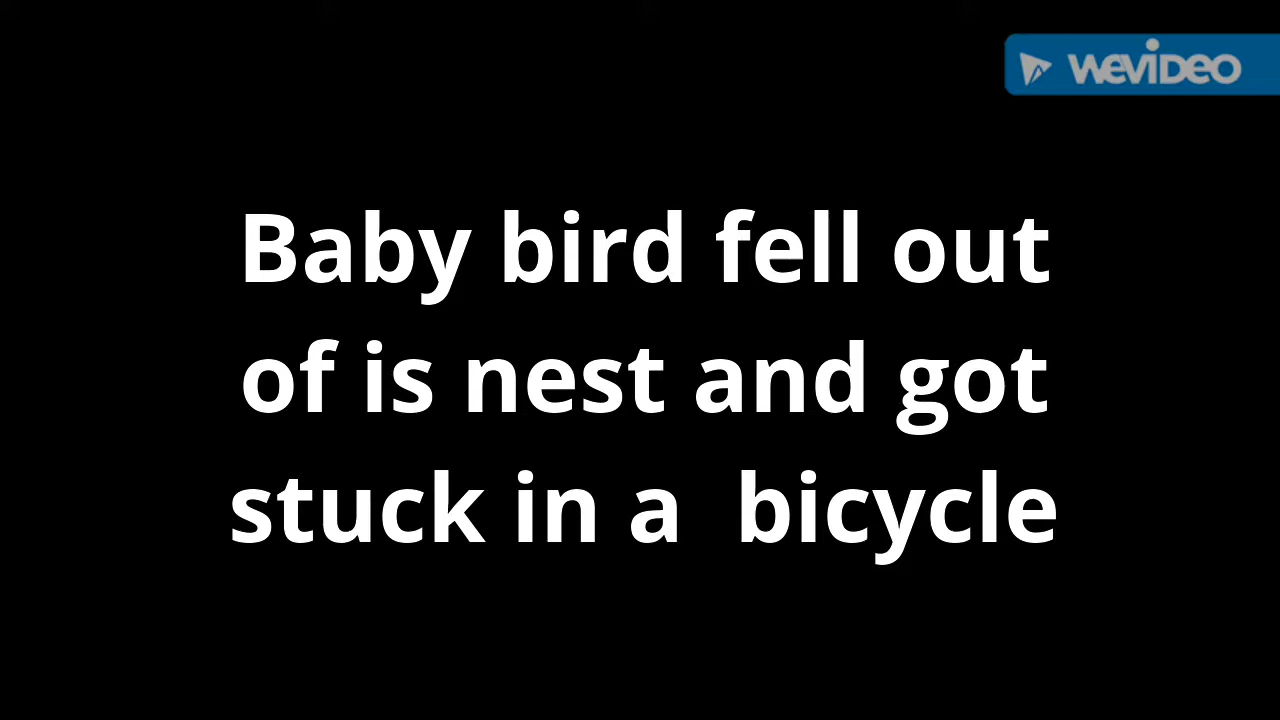 WEVIDEO
Baby bird fell out
of is nest and got
stuck in a  bicycle